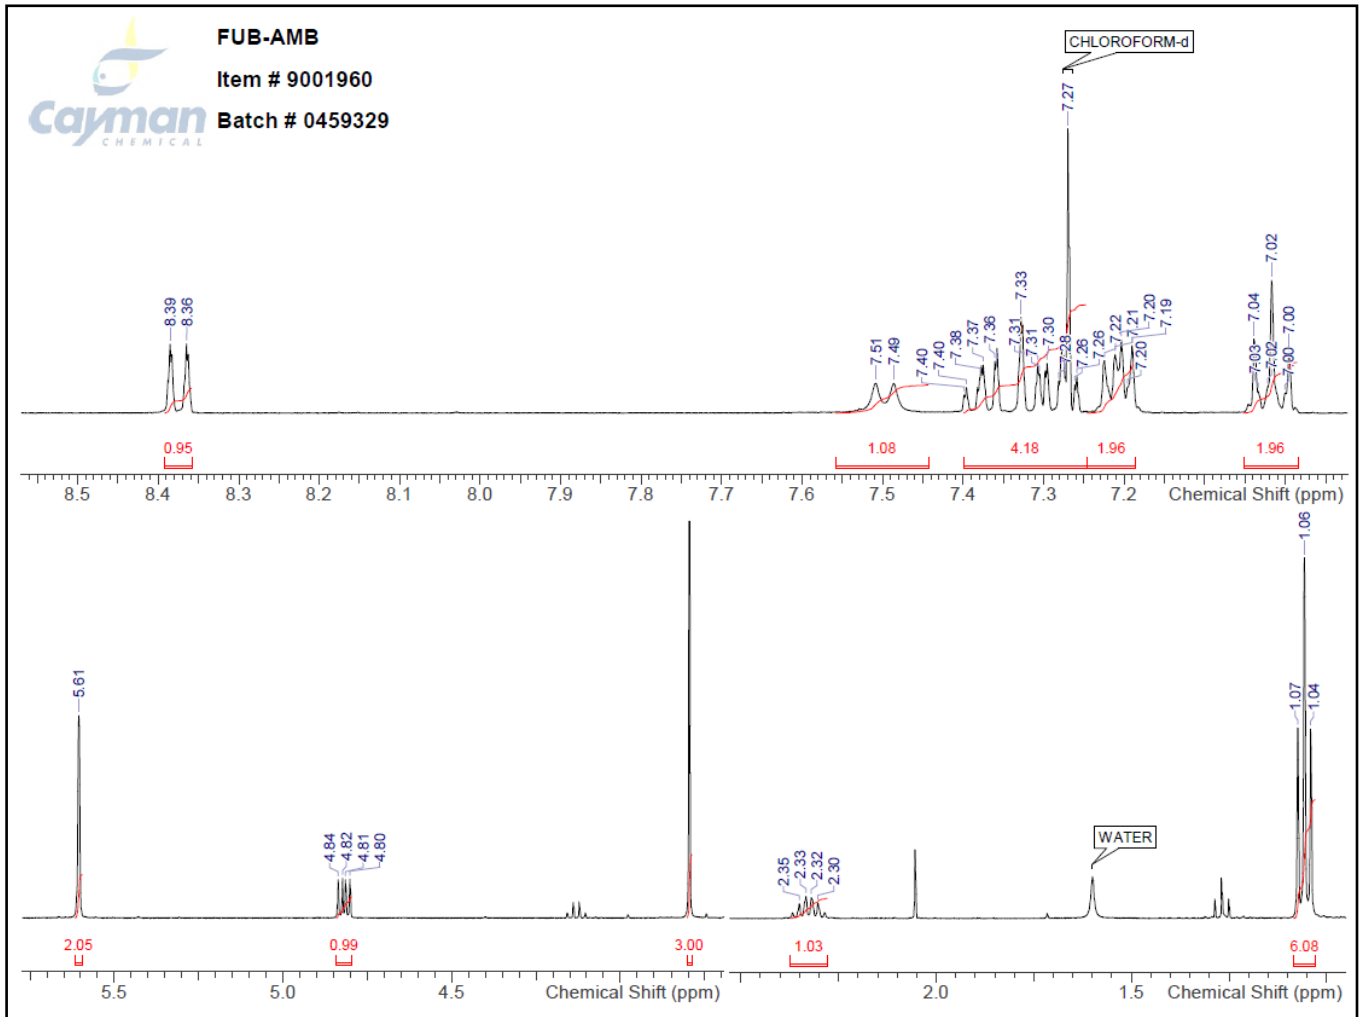 FUB-AMB
Item # 9001960
Batch # 0459329
Cayman
CHEMICAL
CHLOROFORM-d
8.39 8.36 7.51 7.49 7.40 7.40 7.38 7.37 7.36 7.31 7.33 7.31 7.30 7.28 7.27 7.26 7.26 7.22 7.21 7.20 7.20 7.19 7.04 7.03 7.02 7.02 7.00 7.00
0.95 1.08 4.18 1.96 1.96
8.5 8.4 8.3 8.2 8.1 8.0 7.9 7.8 7.7 7.6 7.5 7.4 7.3 7.2 Chemical Shift (ppm)
5.61 4.84 4.82 4.81 4.80 2.35 2.33 2.32 2.30 1.07 1.06 1.04
WATER
2.05 0.99 3.00 1.03 6.08
5.5 5.0 4.5 Chemical Shift (ppm) 2.0 1.5 Chemical Shift (ppm)